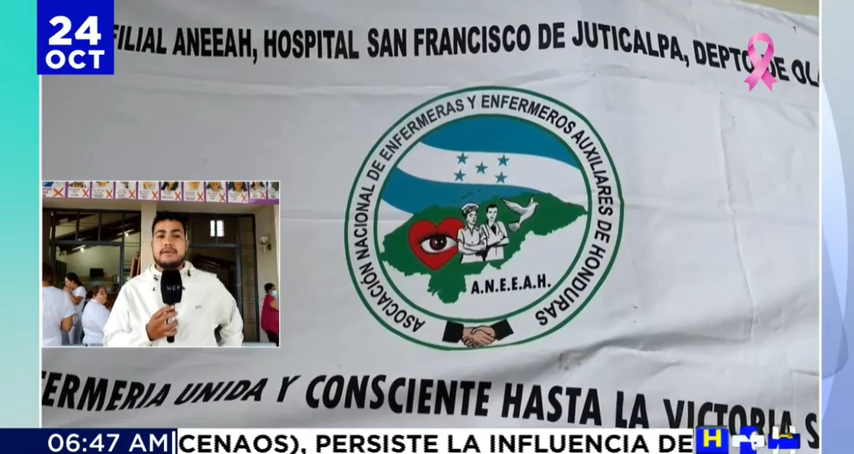 24
OCT
FILIAL ANEEAH, HOSPITAL SAN FRANCISCO DE JUTICALPA, DEPTO DE OL
ASOCIACIÓN NACIONAL DE ENFERMERAS Y ENFERMEROS AUXILIARES DE HONDURAS
A.N.E.E.A.H.
FERMERIA UNIDA Y CONSCIENTE HASTA LA VICTORIA S
06:47 AM
CENAOS), PERSISTE LA INFLUENCIA DE